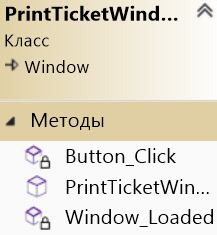 PrintTicketWind...
Класс
Window
Методы
Button_Click
PrintTicketWin...
Window_Loaded